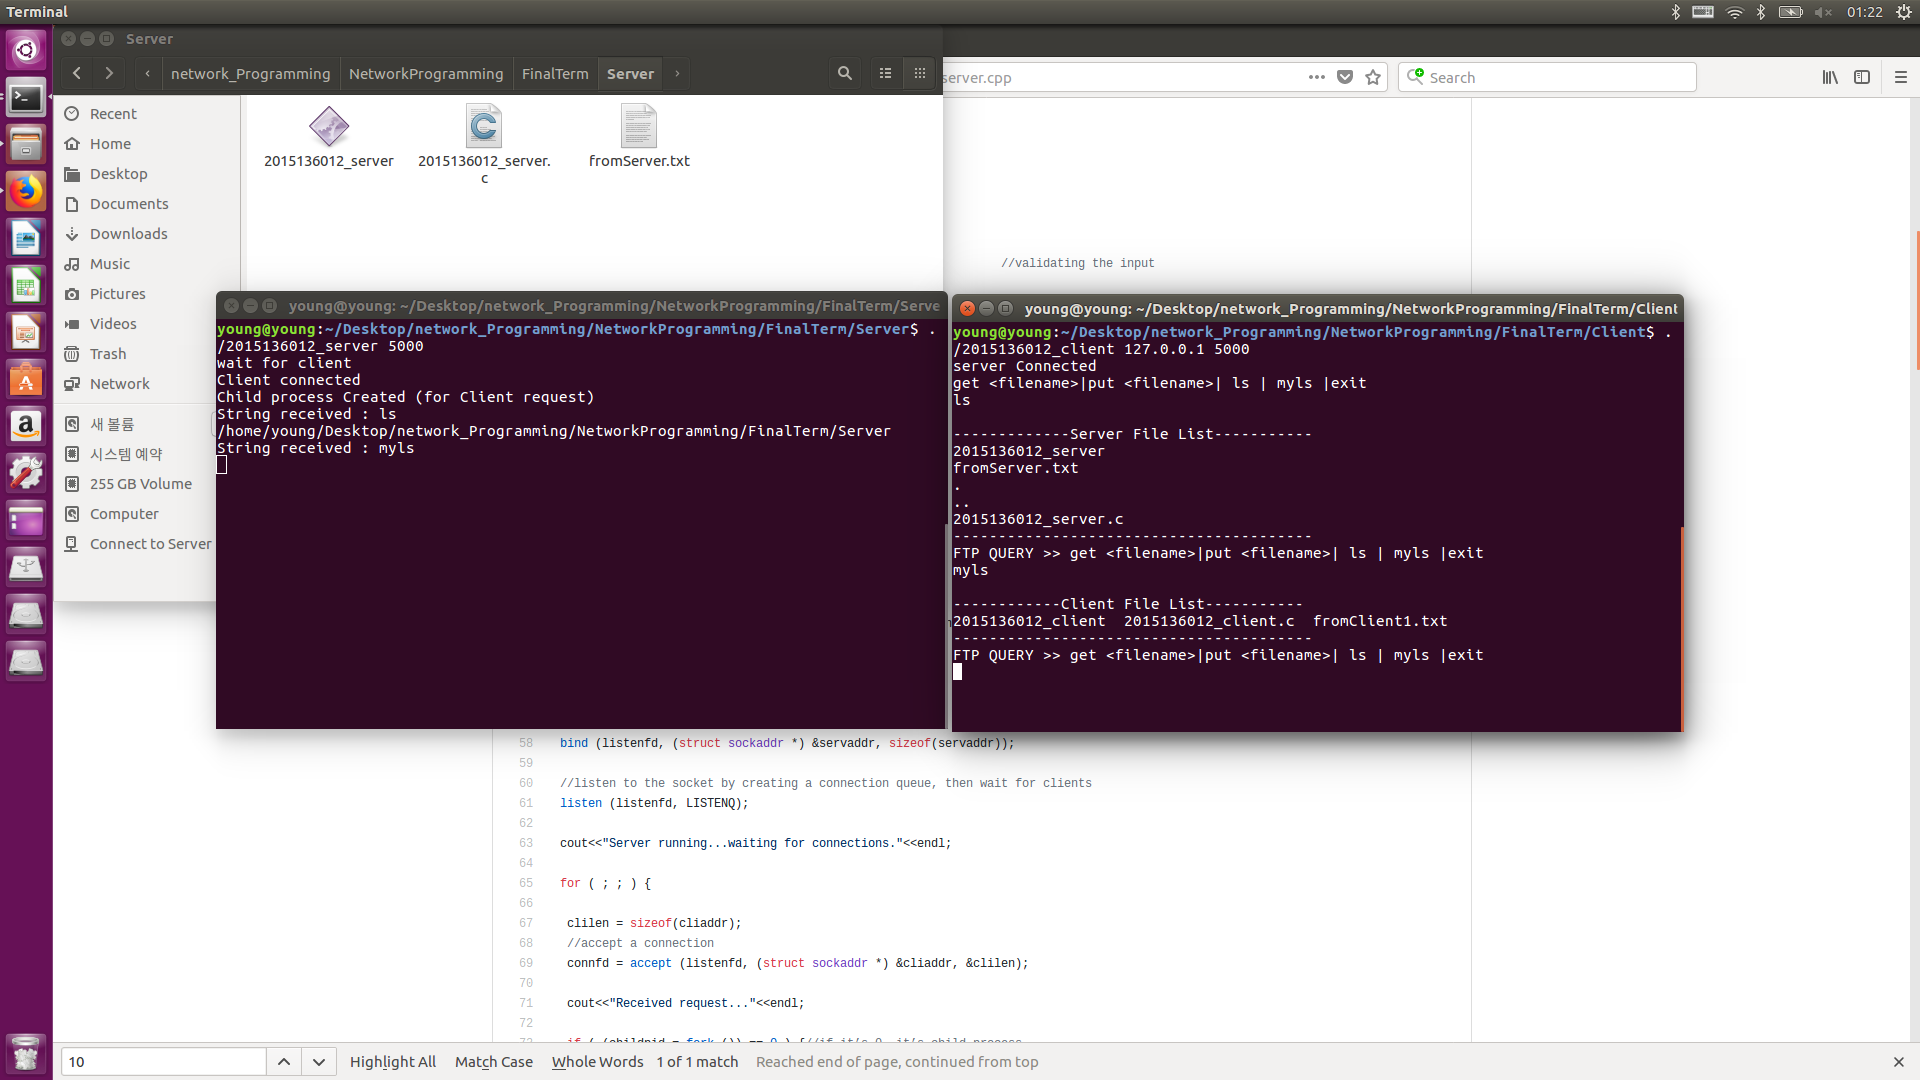 Terminal
01:22
Server
network_Programming NetworkProgramming FinalTerm Server
server.cpp
Search
Recent
Home
Desktop
Documents
Downloads
Music
Pictures
Videos
Trash
Network
새 볼륨
시스템 예약
255 GB Volume
Computer
Connect to Server
2015136012_server
2015136012_server.
c
fromServer.txt
//validating the input
young@young: ~/Desktop/network_Programming/NetworkProgramming/FinalTerm/Serve
young@young:~/Desktop/network_Programming/NetworkProgramming/FinalTerm/Server$ .
/2015136012_server 5000
wait for client
Client connected
Child process Created (for Client request)
String received : ls
/home/young/Desktop/network_Programming/NetworkProgramming/FinalTerm/Server
String received : myls
young@young: ~/Desktop/network_Programming/NetworkProgramming/FinalTerm/Client
young@young:~/Desktop/network_Programming/NetworkProgramming/FinalTerm/Client$ .
/2015136012_client 127.0.0.1 5000
server Connected
get <filename>|put <filename>| ls | myls |exit
ls
-------------Server File List-----------
2015136012_server
fromServer.txt
.
..
2015136012_server.c
----------------------------------------
FTP QUERY >> get <filename>|put <filename>| ls | myls |exit
myls
------------Client File List-----------
2015136012_client  2015136012_client.c  fromClient1.txt
----------------------------------------
FTP QUERY >> get <filename>|put <filename>| ls | myls |exit
58 bind (listenfd, (struct sockaddr *) &servaddr, sizeof(servaddr));
59
60 //listen to the socket by creating a connection queue, then wait for clients
61 listen (listenfd, LISTENQ);
62
63 cout<<"Server running...waiting for connections."<<endl;
64
65 for ( ; ; ) {
66
67 clilen = sizeof(cliaddr);
68 //accept a connection
69 connfd = accept (listenfd, (struct sockaddr *) &cliaddr, &clilen);
70
71 cout<<"Received request..."<<endl;
72
73 if ( (childpid = fork ()) == 0 ) {//if it's 0, it's child process
10 Highlight All Match Case Whole Words 1 of 1 match Reached end of page, continued from top